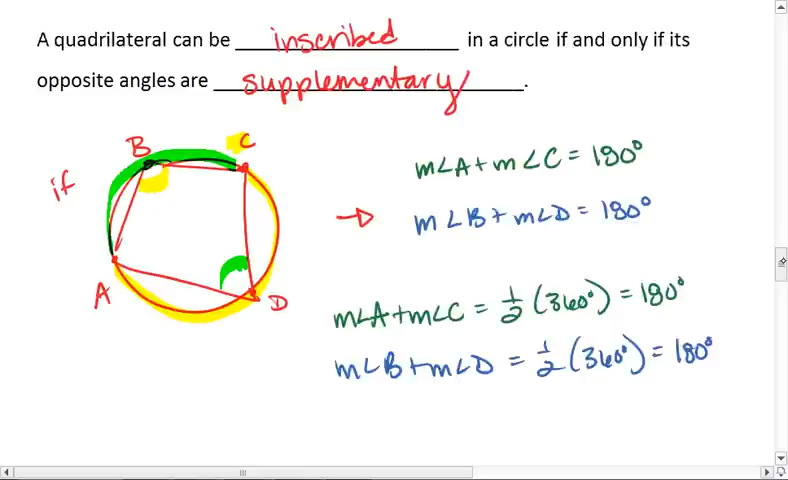 A quadrilateral can be inscribed in a circle if and only if its
opposite angles are supplementary.
B
C
if
A
D
m∠A + m∠C = 180°
→ m∠B + m∠D = 180°
m∠A + m∠C = 1/2 (360°) = 180°
m∠B + m∠D = 1/2 (360°) = 180°